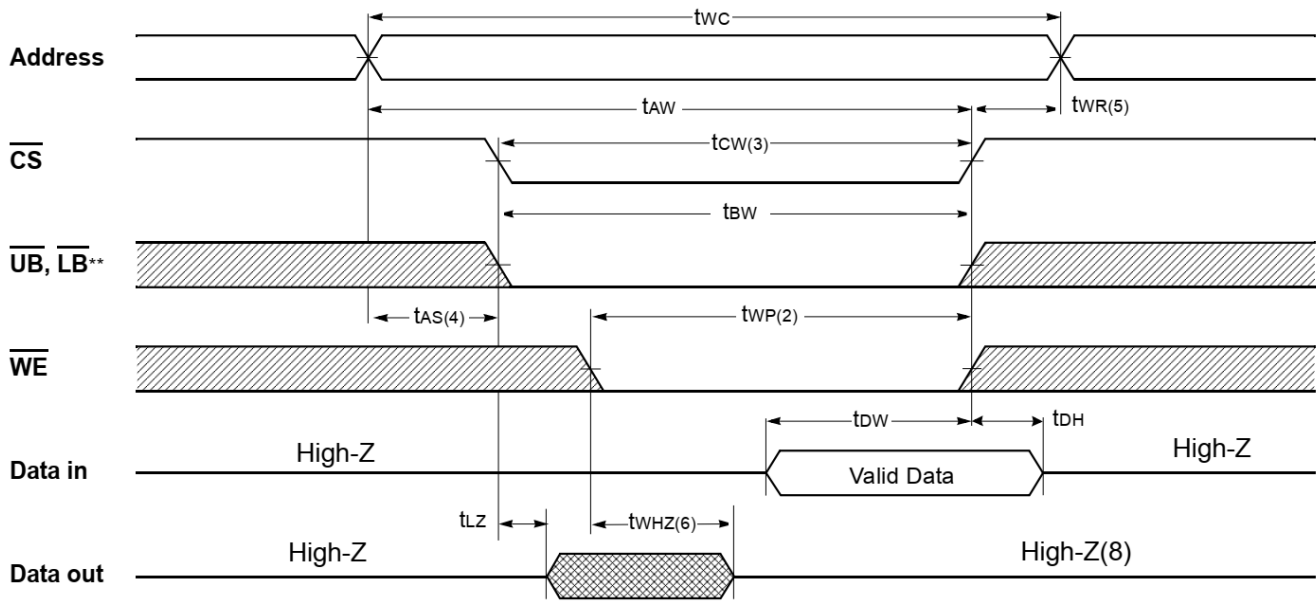 tWC
Address
tAW
tWR(5)
CS
tCW(3)
tBW
UB, LB**
tAS(4)
tWP(2)
WE
tDW
tDH
High-Z
High-Z
Data in
Valid Data
tLZ
tWHZ(6)
High-Z
High-Z(8)
Data out